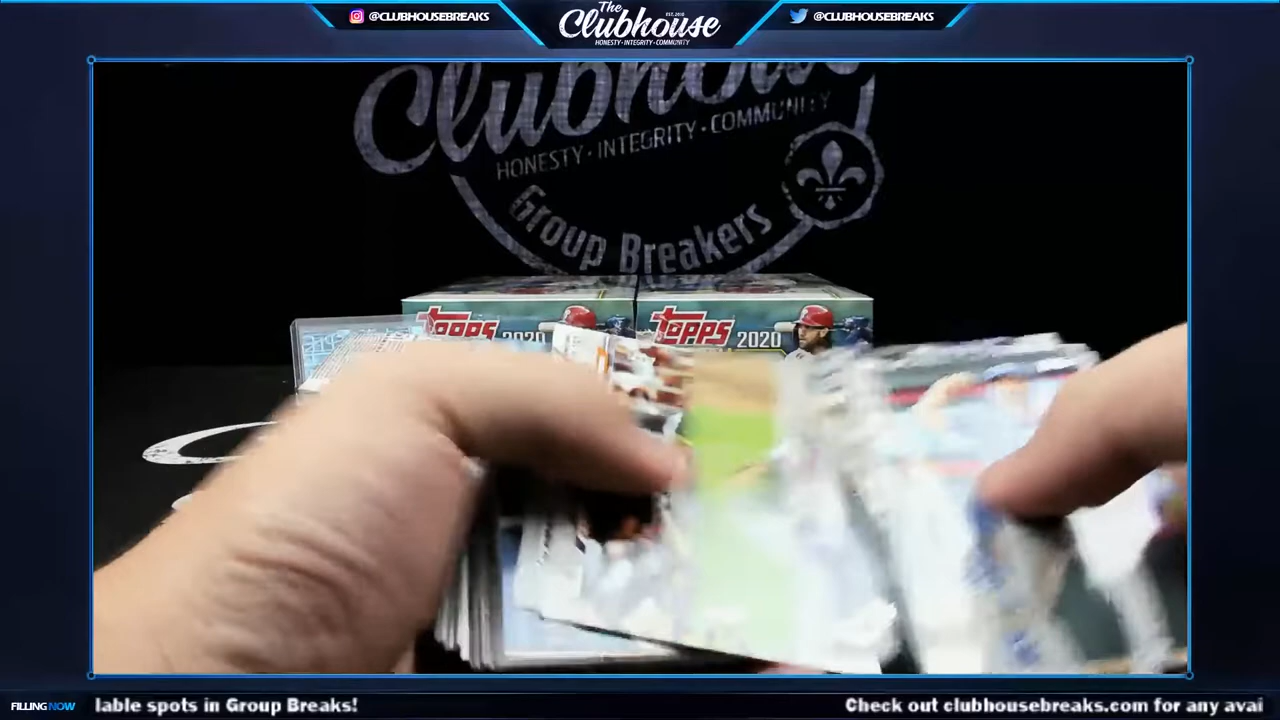 @CLUBHOUSEBREAKS
The
EST. 2018
Clubhouse
HONESTY • INTEGRITY • COMMUNITY
@CLUBHOUSEBREAKS
Clubhouse
HONESTY • INTEGRITY • COMMUNITY
Group Breakers
TOPPS 2020
TOPPS 2020
FILLING NOW
lable spots in Group Breaks!
Check out clubhousebreaks.com for any avai